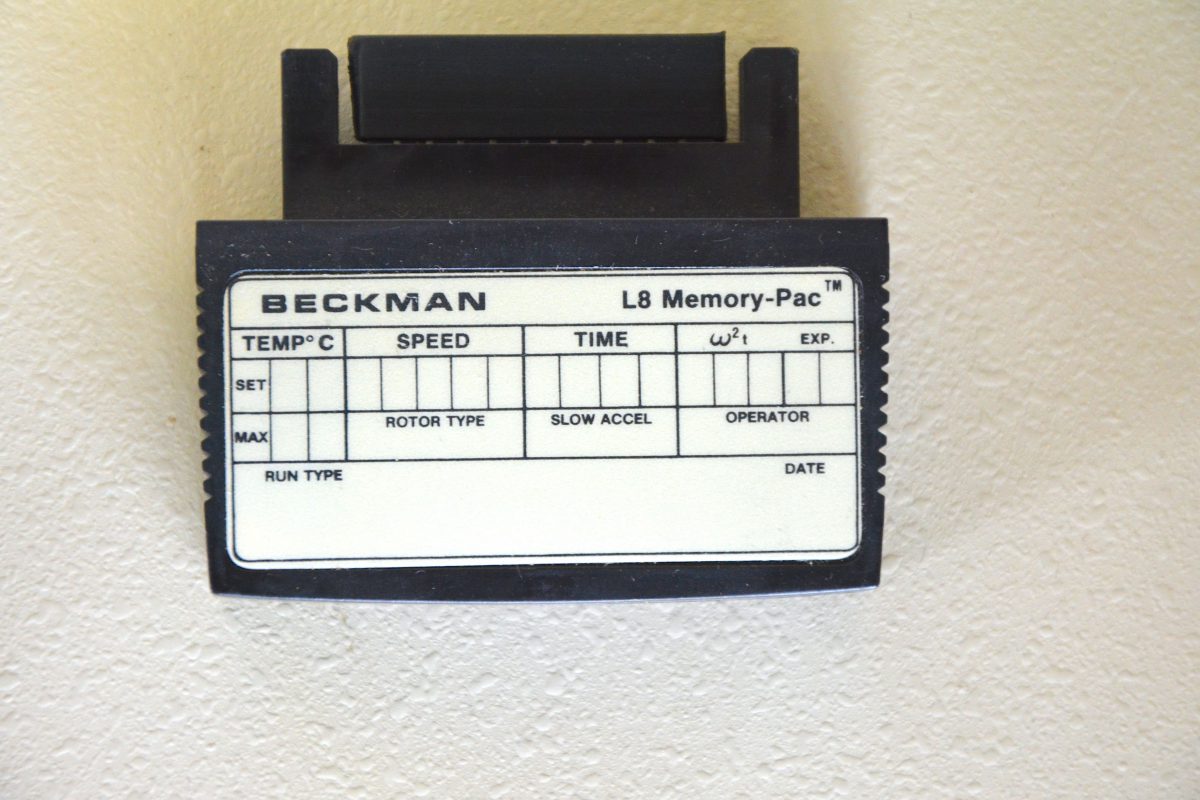 BECKMAN L8 Memory-Pac™
TEMP°C SPEED TIME ω²t EXP.
SET
MAX ROTOR TYPE SLOW ACCEL OPERATOR
RUN TYPE DATE